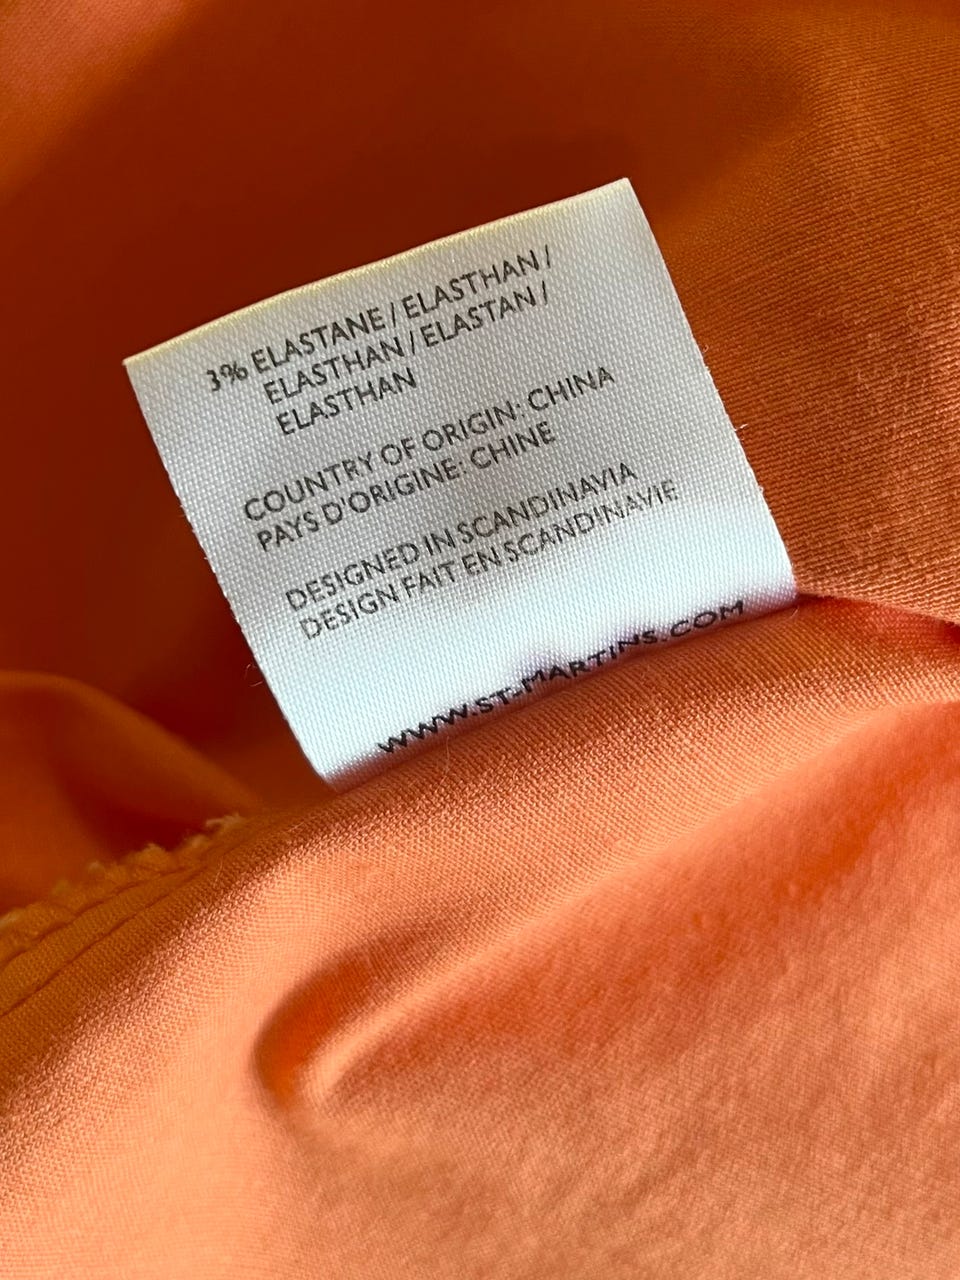 3% ELASTANE / ELASTHAN /
ELASTHAN / ELASTAN /
ELASTHAN
COUNTRY OF ORIGIN: CHINA
PAYS D'ORIGINE: CHINE
DESIGNED IN SCANDINAVIA
DESIGN FAIT EN SCANDINAVIE
WWW.ST-MARTINS.COM